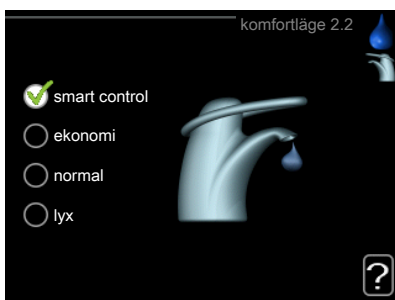 komfortläge 2.2
smart control
ekonomi
normal
lyx
?